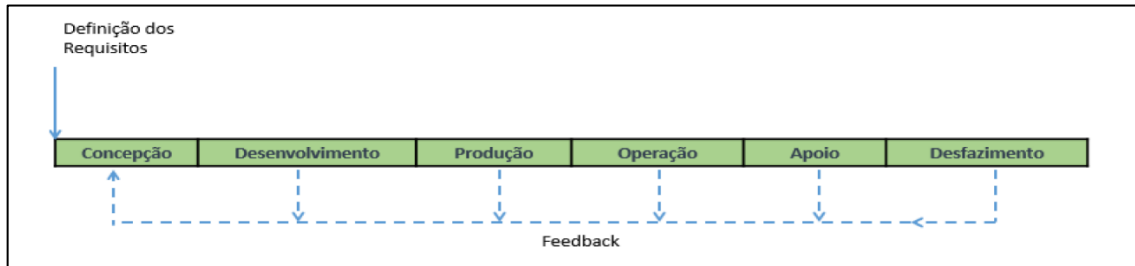 Definição dos
Requisitos
Concepção Desenvolvimento Produção Operação Apoio Desfazimento
Feedback